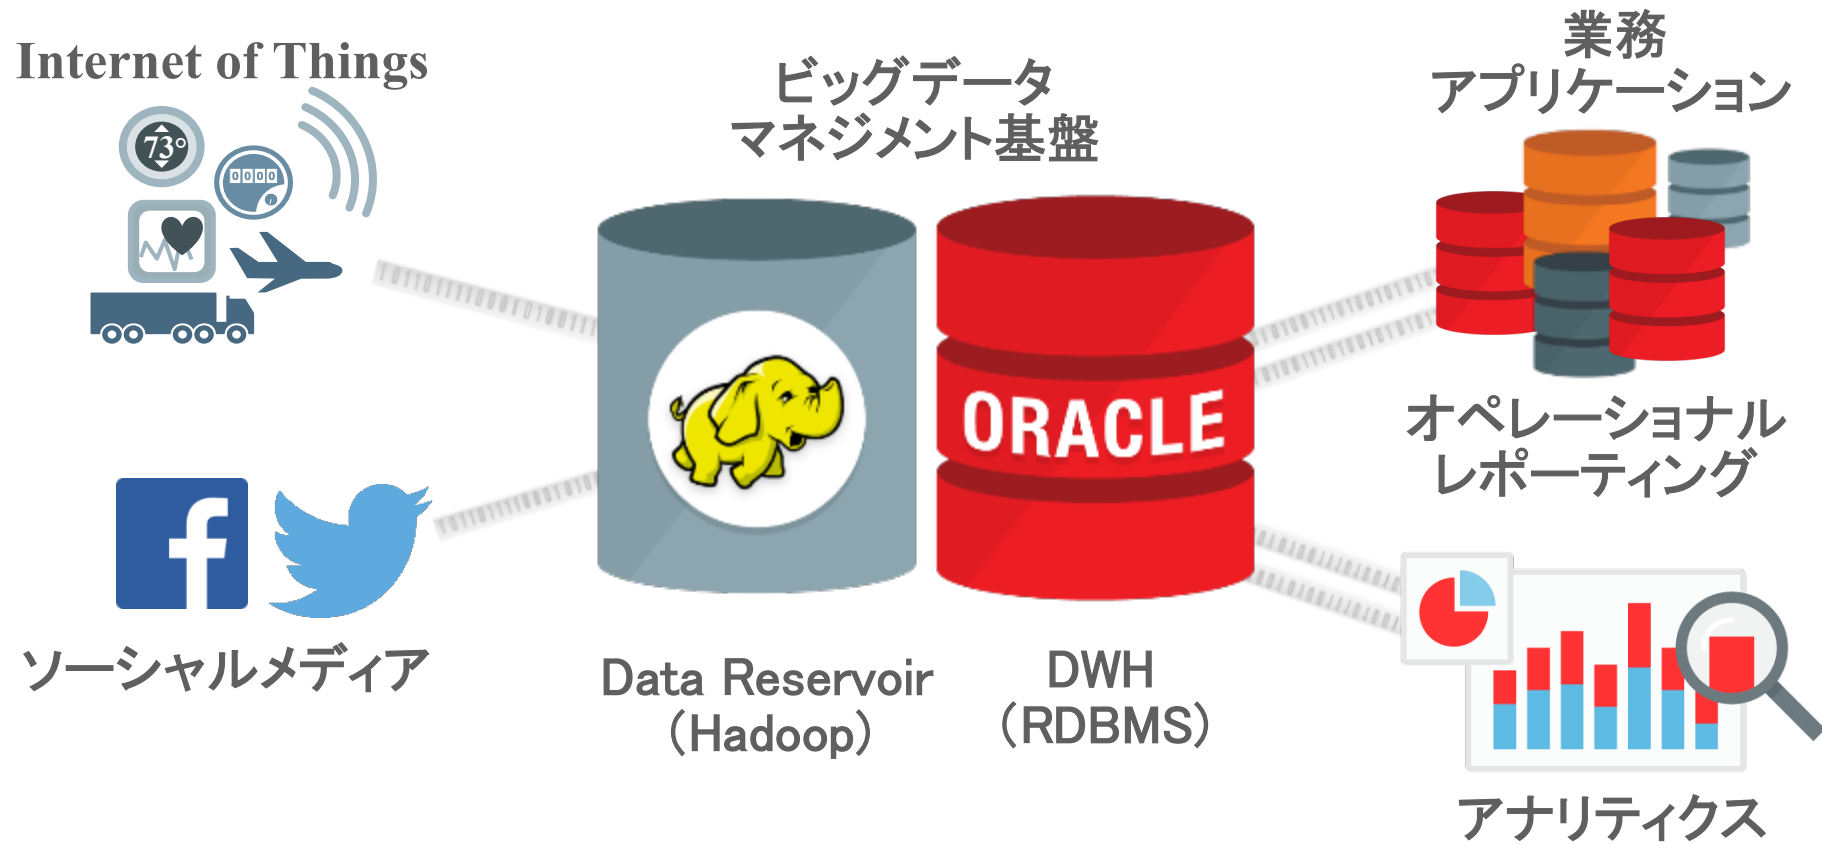 Internet of Things
73°
0000
ソーシャルメディア
ビッグデータ
マネジメント基盤
ORACLE
Data Reservoir
（Hadoop）
DWH
（RDBMS）
業務
アプリケーション
オペレーショナル
レポーティング
アナリティクス